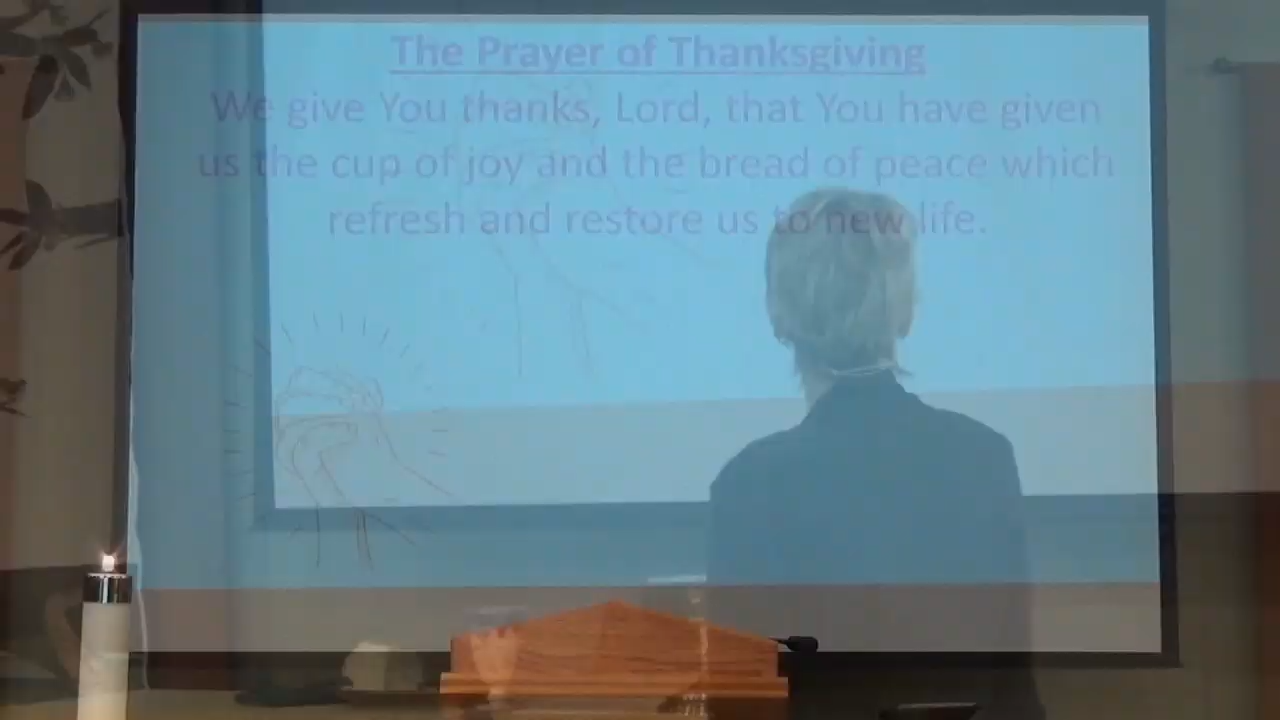 The Prayer of Thanksgiving
We give You thanks, Lord, that You have given
us the cup of joy and the bread of peace which
refresh and restore us to new life.